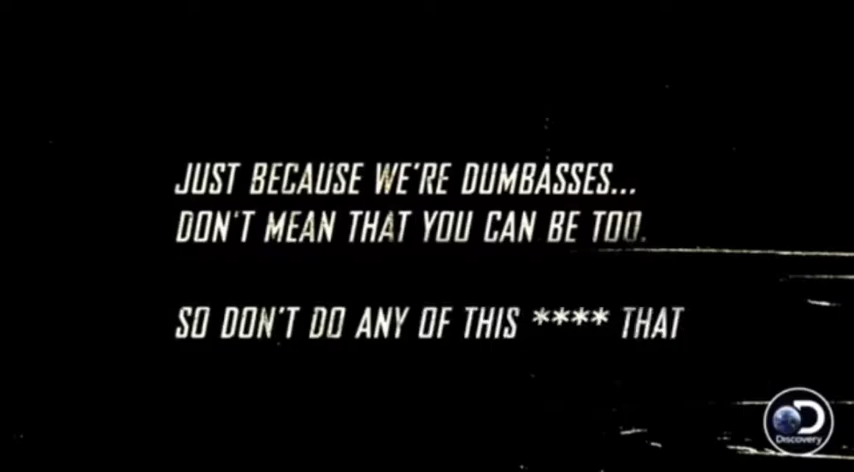 JUST BECAUSE WE'RE DUMBASSES...
DON'T MEAN THAT YOU CAN BE TOO.
SO DON'T DO ANY OF THIS **** THAT
Discovery